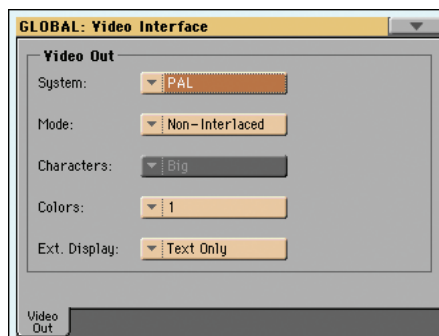 GLOBAL: Video Interface
Video Out
System: PAL
Mode: Non-Interlaced
Characters: Big
Colors: 1
Ext. Display: Text Only
Video
Out